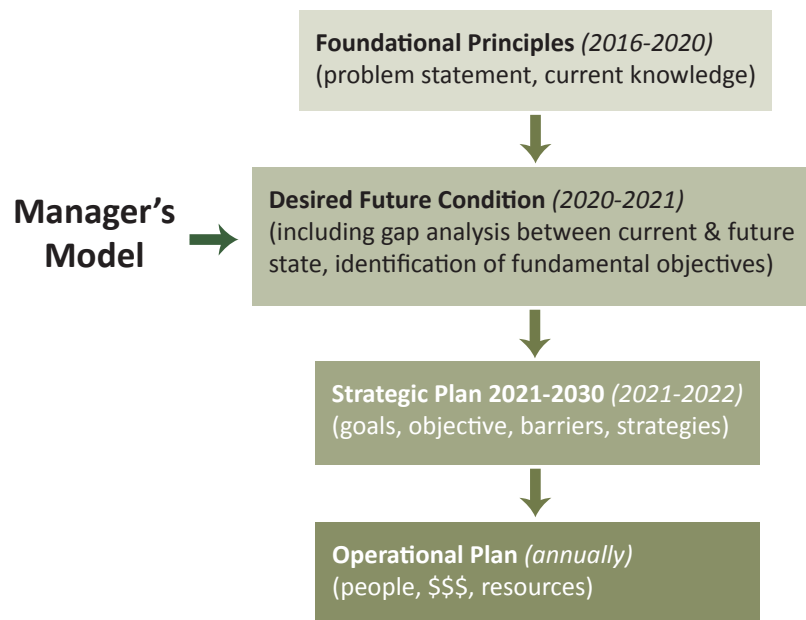 Foundational Principles (2016-2020)
(problem statement, current knowledge)
Manager's
Model
Desired Future Condition (2020-2021)
(including gap analysis between current & future
state, identification of fundamental objectives)
Strategic Plan 2021-2030 (2021-2022)
(goals, objective, barriers, strategies)
Operational Plan (annually)
(people, $$$, resources)